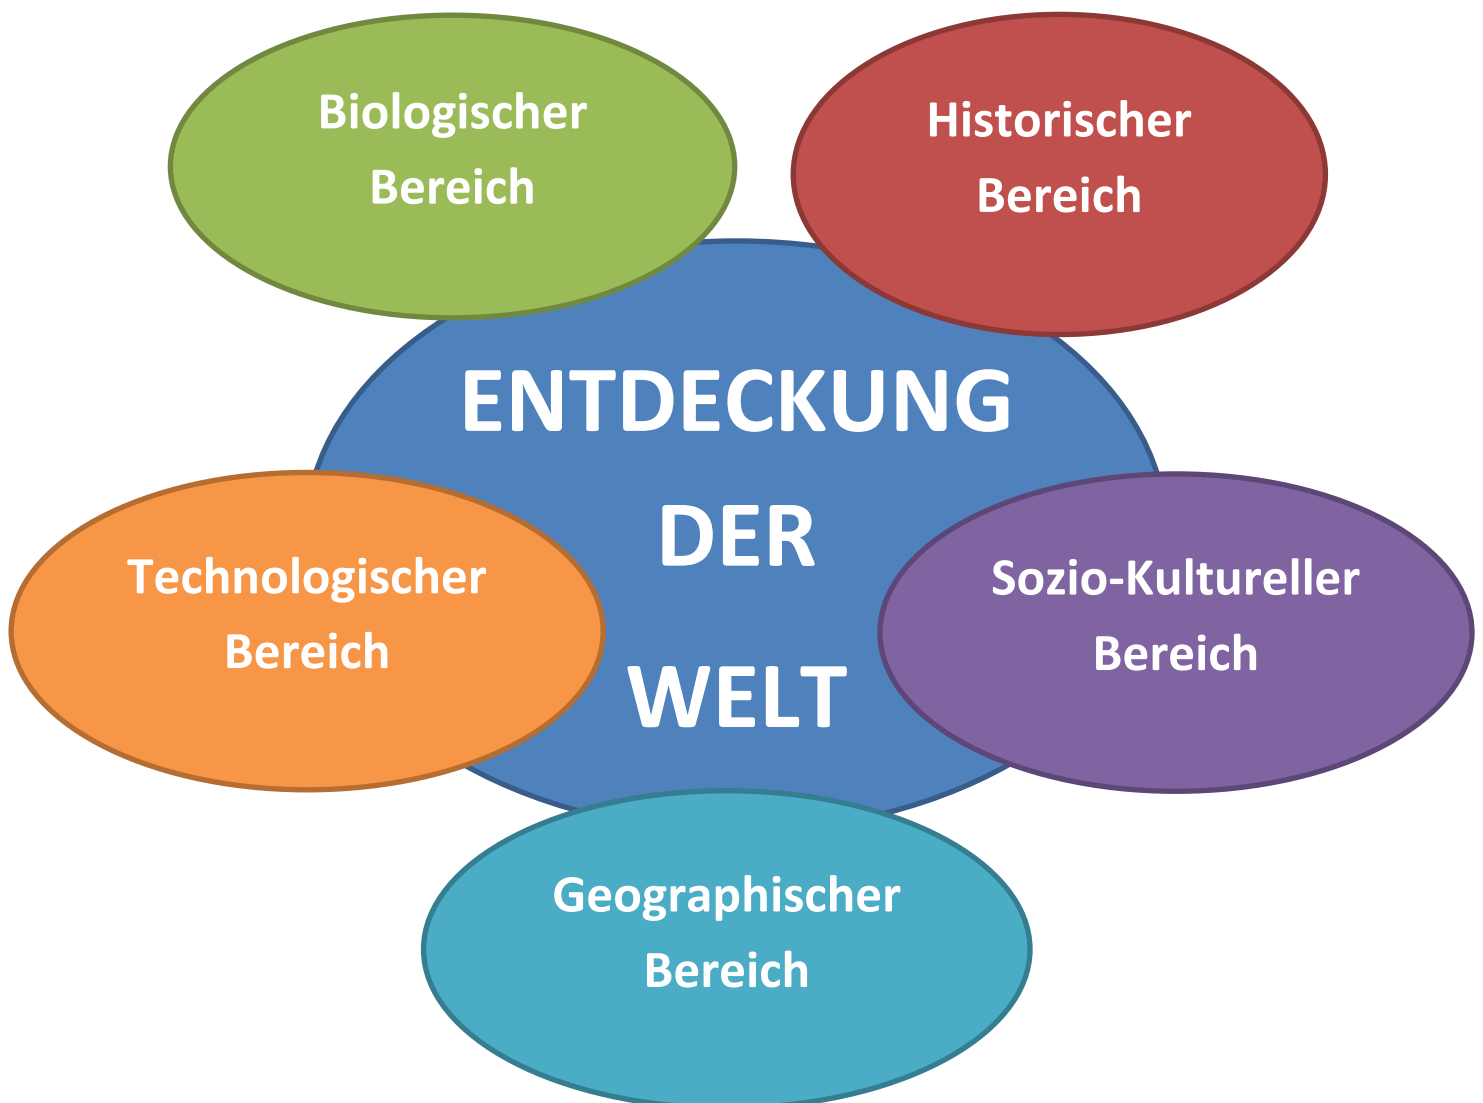 Biologischer
Bereich
Historischer
Bereich
ENTDECKUNG
DER
WELT
Technologischer
Bereich
Sozio-Kultureller
Bereich
Geographischer
Bereich